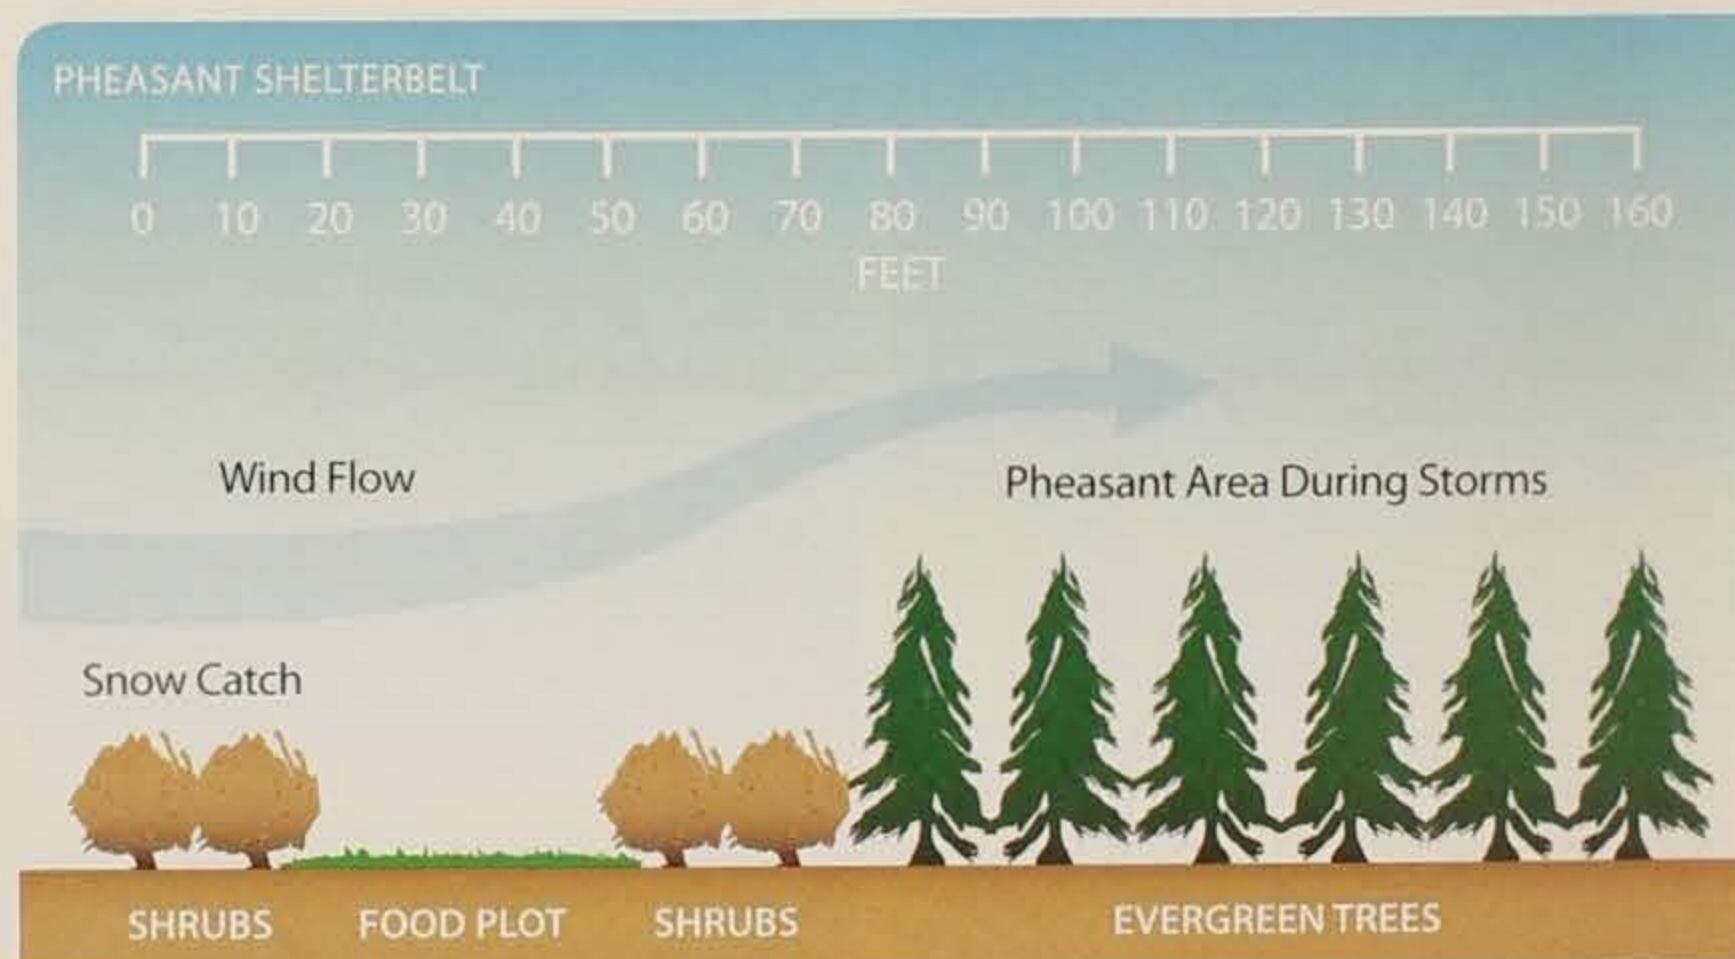 PHEASANT SHELTERBELT
0 10 20 30 40 50 60 70 80 90 100 110 120 130 140 150 160
FEET
Wind Flow
Pheasant Area During Storms
Snow Catch
SHRUBS FOOD PLOT SHRUBS EVERGREEN TREES